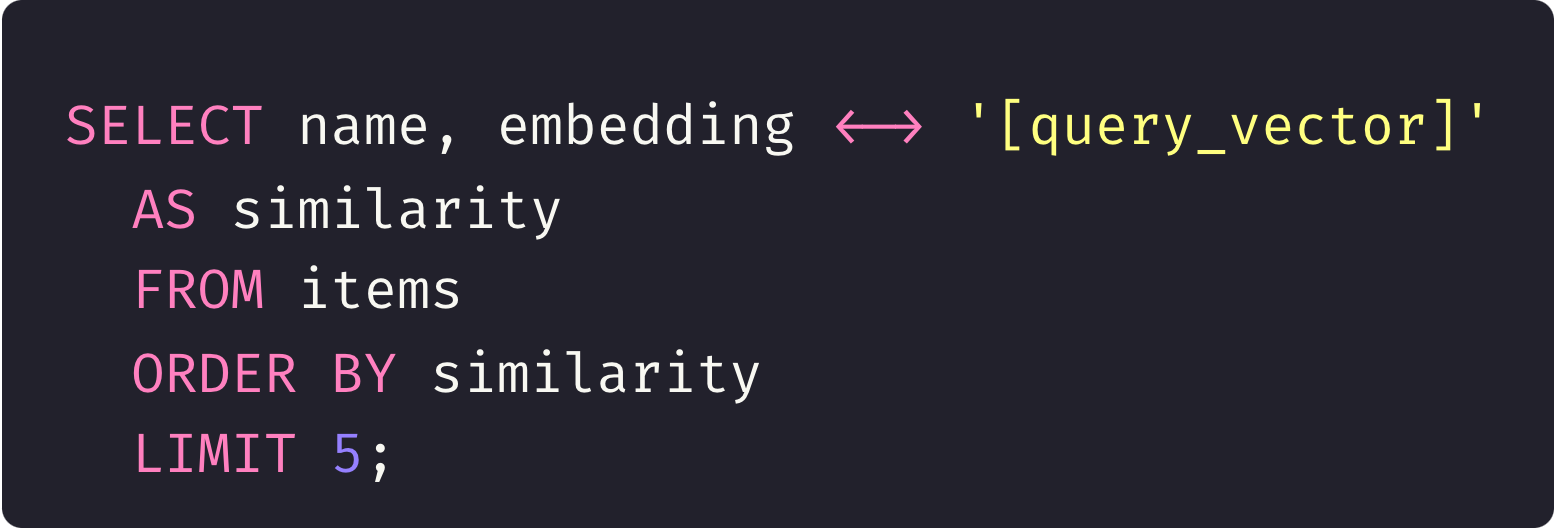 SELECT name, embedding <-> '[query_vector]'
AS similarity
FROM items
ORDER BY similarity
LIMIT 5;